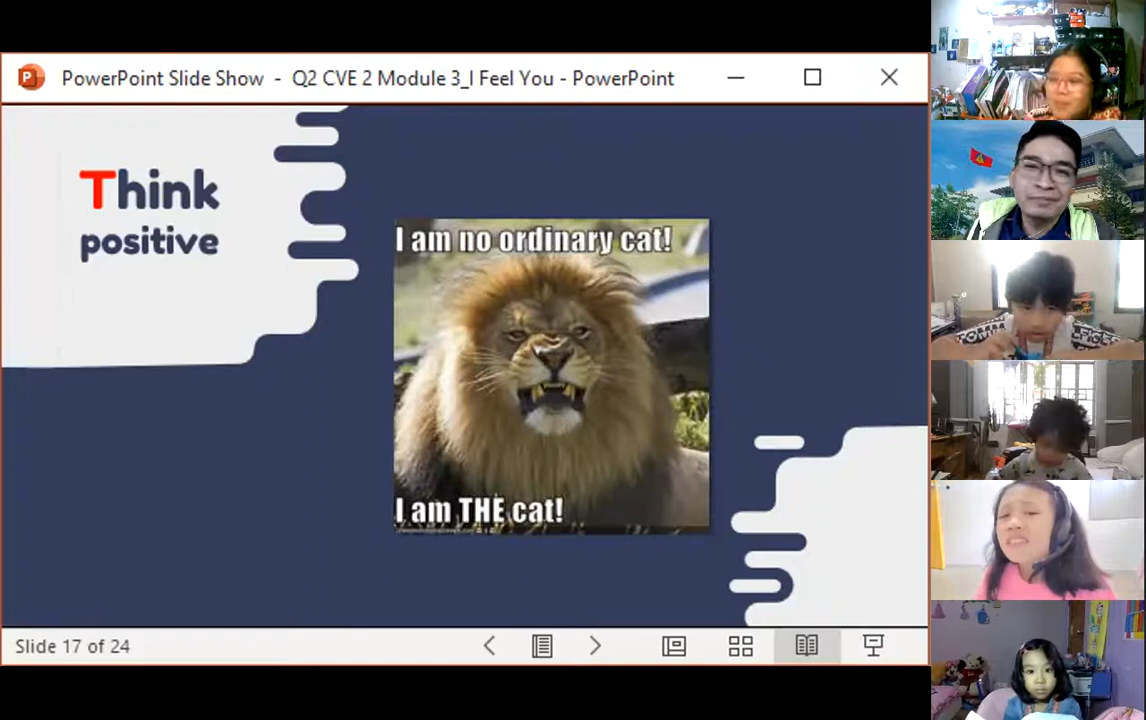 PowerPoint Slide Show - Q2 CVE 2 Module 3_I Feel You - PowerPoint
Think
positive
I am no ordinary cat!
I am THE cat!
Slide 17 of 24